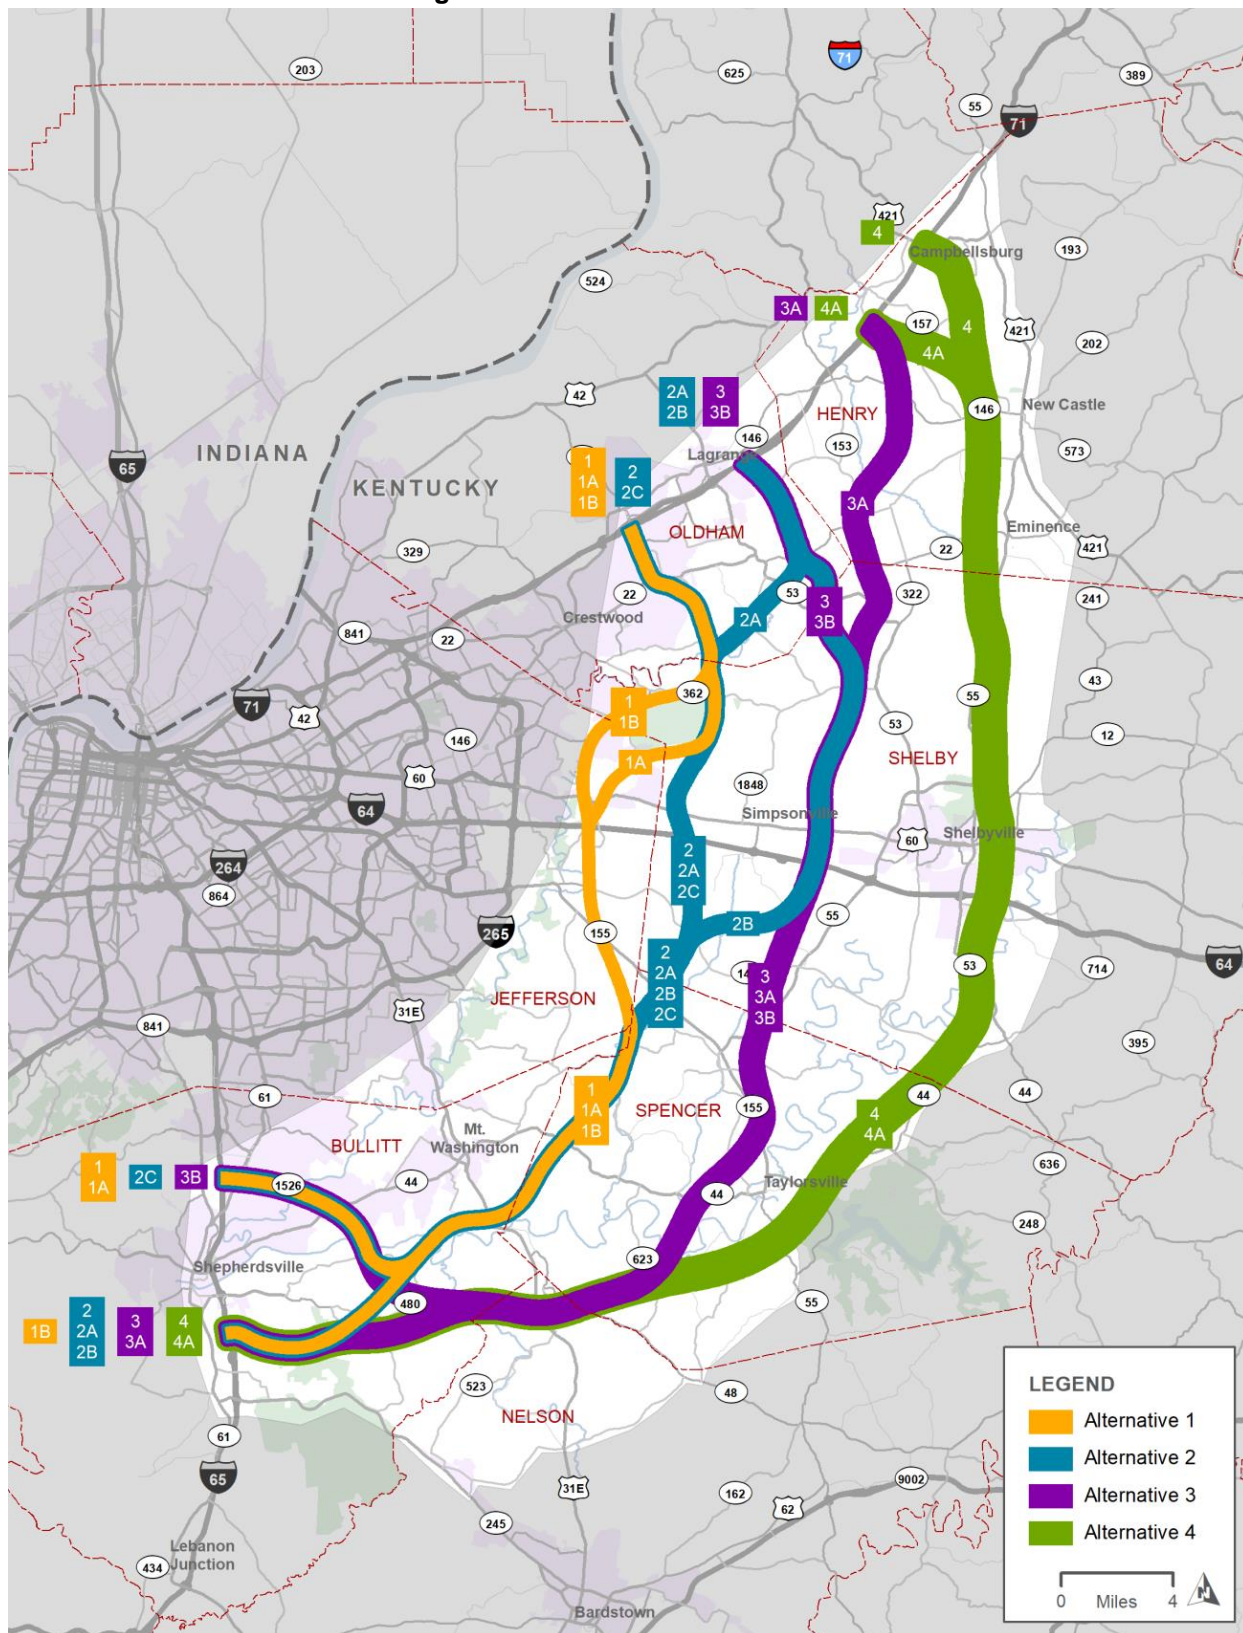 203
625
71
389
55
71
421
4
Campbellsburg
193
524
3A
4A
157
4
421
202
4A
42
2A
2B
3
3B
HENRY
146
New Castle
146
153
573
INDIANA
Lagrange
65
KENTUCKY
1
1A
1B
2
2C
3A
Eminence
OLDHAM
421
329
22
22
53
322
241
Crestwood
3
3B
2A
841
22
43
362
55
71
1
1B
42
53
12
146
SHELBY
1A
60
1848
Simpsonville
64
60
Shelbyville
2
2A
2C
264
864
55
2B
265
155
2
2A
2B
2C
53
714
64
3
3A
3B
JEFFERSON
31E
841
395
61
1
1A
1B
44
44
SPENCER
155
4
4A
BULLITT
Mt.
Washington
636
1
1A
2C
3B
1526
44
44
Taylorsville
248
Shepherdsville
623
480
55
1B
2
2A
2B
3
3A
4
4A
LEGEND
523
48
NELSON
Alternative 1
61
Alternative 2
65
31E
162
62
9002
Alternative 3
245
Alternative 4
Lebanon
Junction
434
0 Miles 4
N
Bardstown